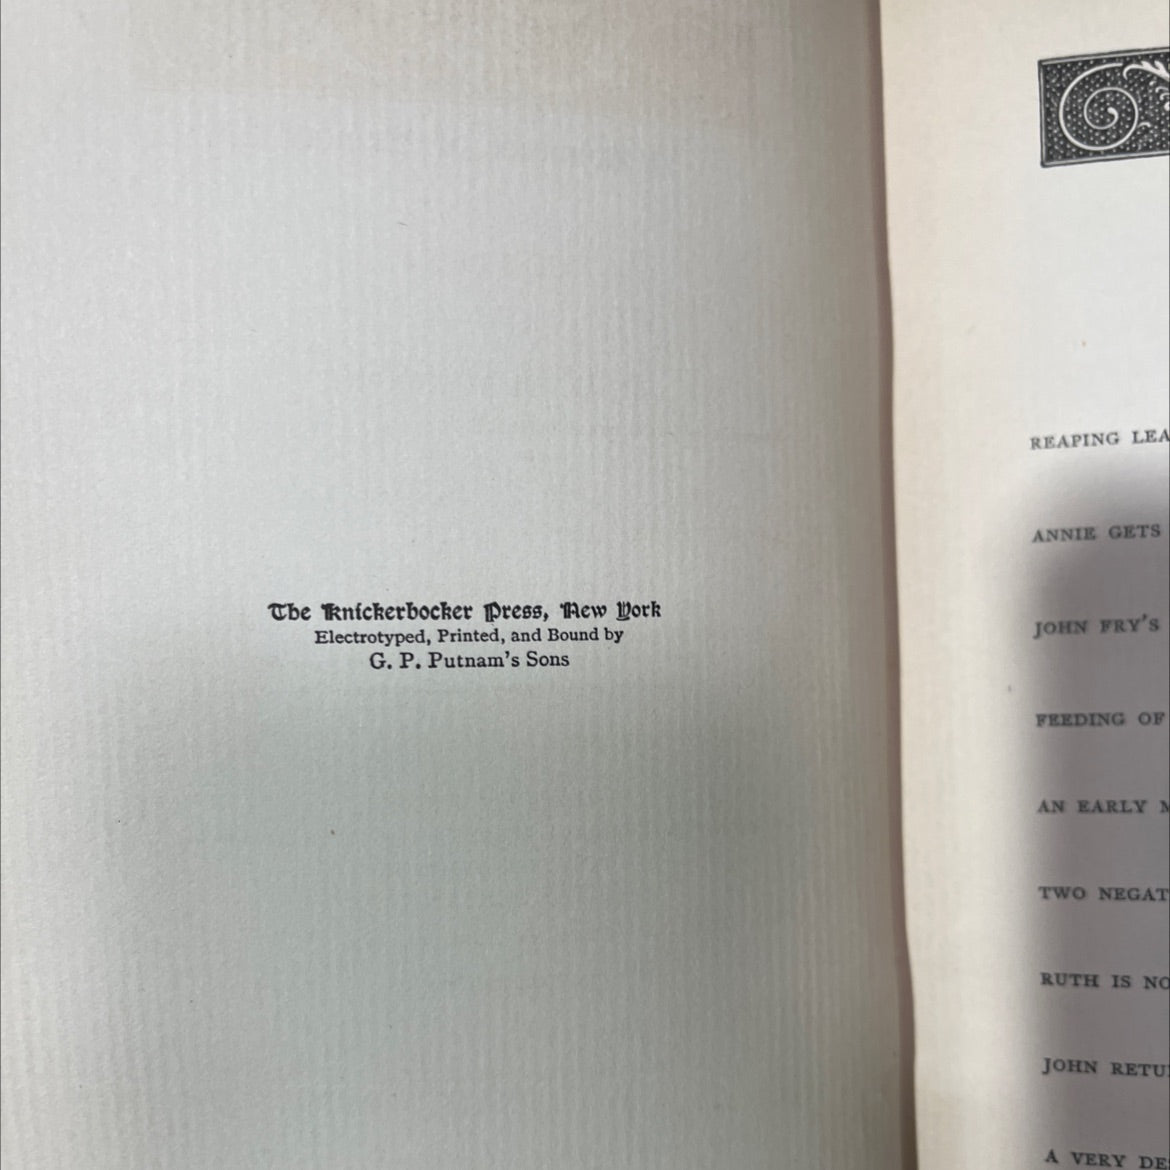 The Knickerbocker Press, New York
Electrotyped, Printed, and Bound by
G. P. Putnam's Sons
REAPING LEA
ANNIE GETS
JOHN FRY'S
FEEDING OF
AN EARLY
TWO NEGAT
RUTH IS NO
JOHN RETU
A VERY DE